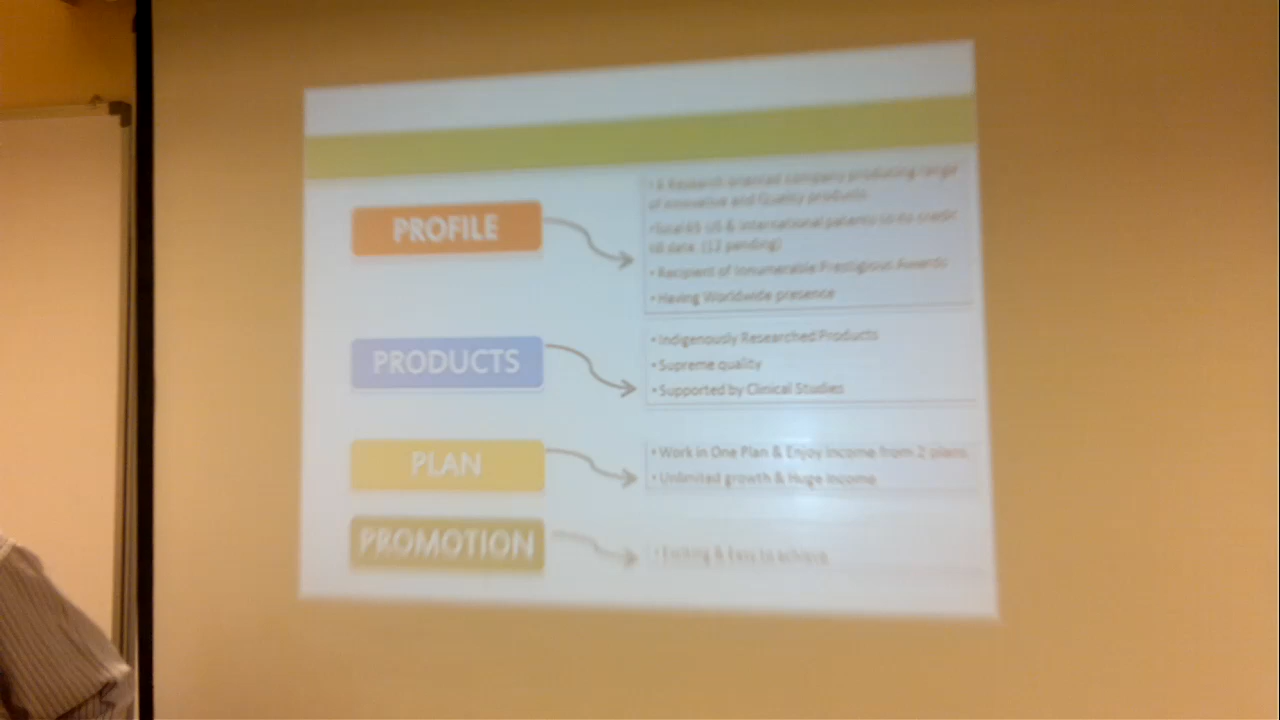 PROFILE
• A Research oriented company producing range
of innovative and Quality products.
& International patents to its credit
till date (12 pending)
• Recipient of Innumerable Prestigious Awards
• Having Worldwide presence
PRODUCTS
• Indigenously Researched Products
• Supreme quality
• Supported by Clinical Studies
PLAN
• Work in One Plan & Enjoy income from 2 plans.
• Unlimited growth & Huge income
PROMOTION
• Exciting & Easy to achieve